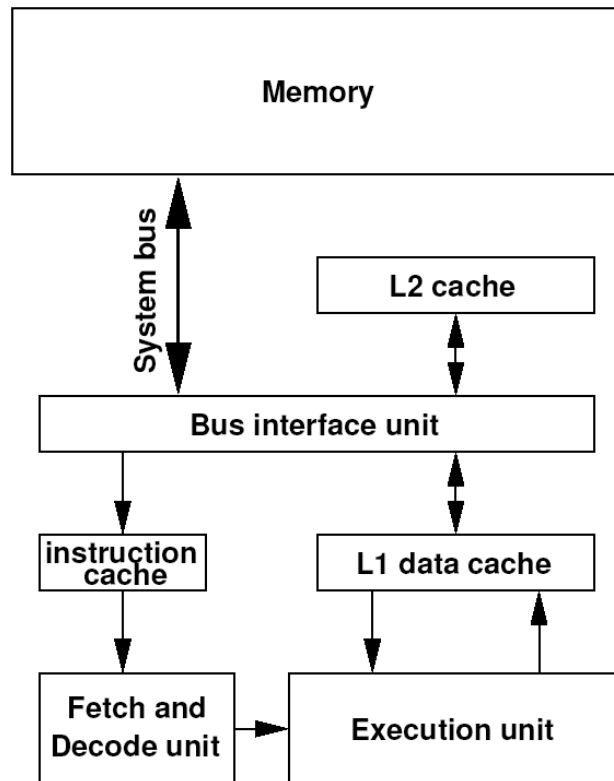 Memory
System bus
L2 cache
Bus interface unit
instruction
cache
L1 data cache
Fetch and
Decode unit
Execution unit